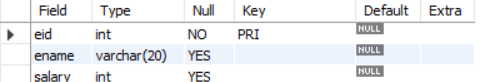 Field Type Null Key Default Extra
eid int NO PRI NULL
ename varchar(20) YES NULL
salary int YES NULL